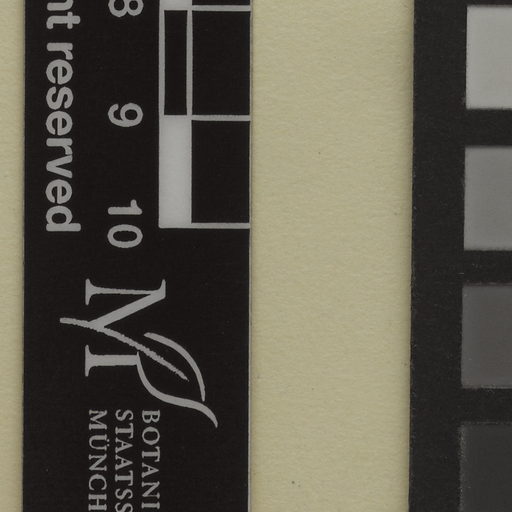 nt reserved
8 9 10
M
BOTANI
STAATSS
MÜNCH